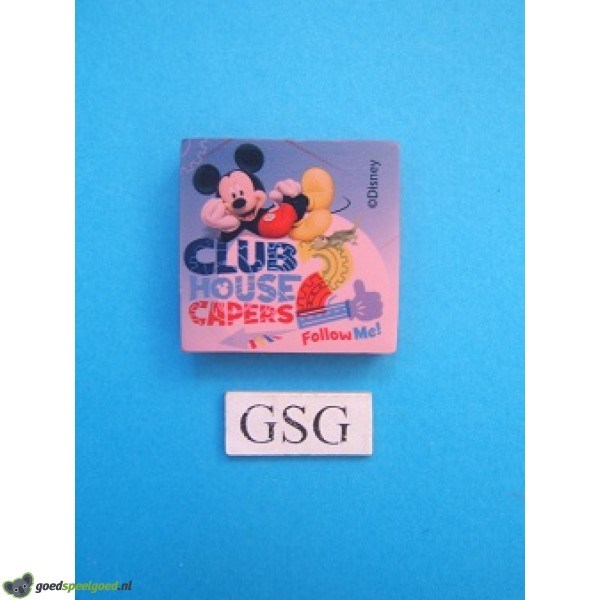 ©Disney
CLUB
HOUSE
CAPERS
Follow Me!
GSG
goedspeelgoed.nl